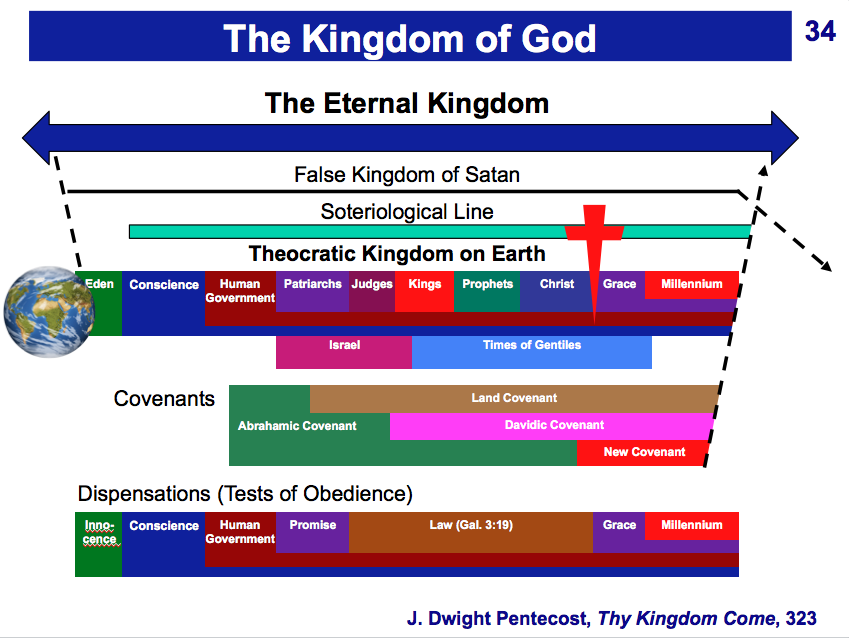 The Kingdom of God
34
The Eternal Kingdom
False Kingdom of Satan
Soteriological Line
Theocratic Kingdom on Earth
Eden
Conscience
Human
Government
Patriarchs
Judges
Kings
Prophets
Christ
Grace
Millennium
Israel
Times of Gentiles
Covenants
Land Covenant
Abrahamic Covenant
Davidic Covenant
New Covenant
Dispensations (Tests of Obedience)
Inno-
cence
Conscience
Human
Government
Promise
Law (Gal. 3:19)
Grace
Millennium
J. Dwight Pentecost, Thy Kingdom Come, 323